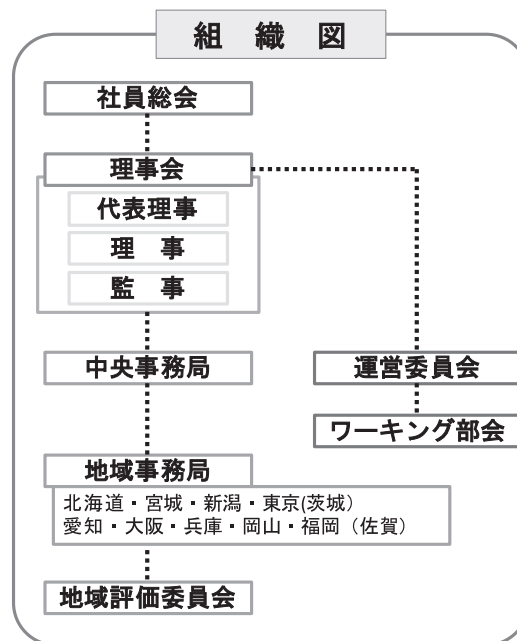 組 織 図
社員総会
理事会
代表理事
理 事
監 事
中央事務局
運営委員会
ワーキング部会
地域事務局
北海道・宮城・新潟・東京(茨城）
愛知・大阪・兵庫・岡山・福岡（佐賀）
地域評価委員会